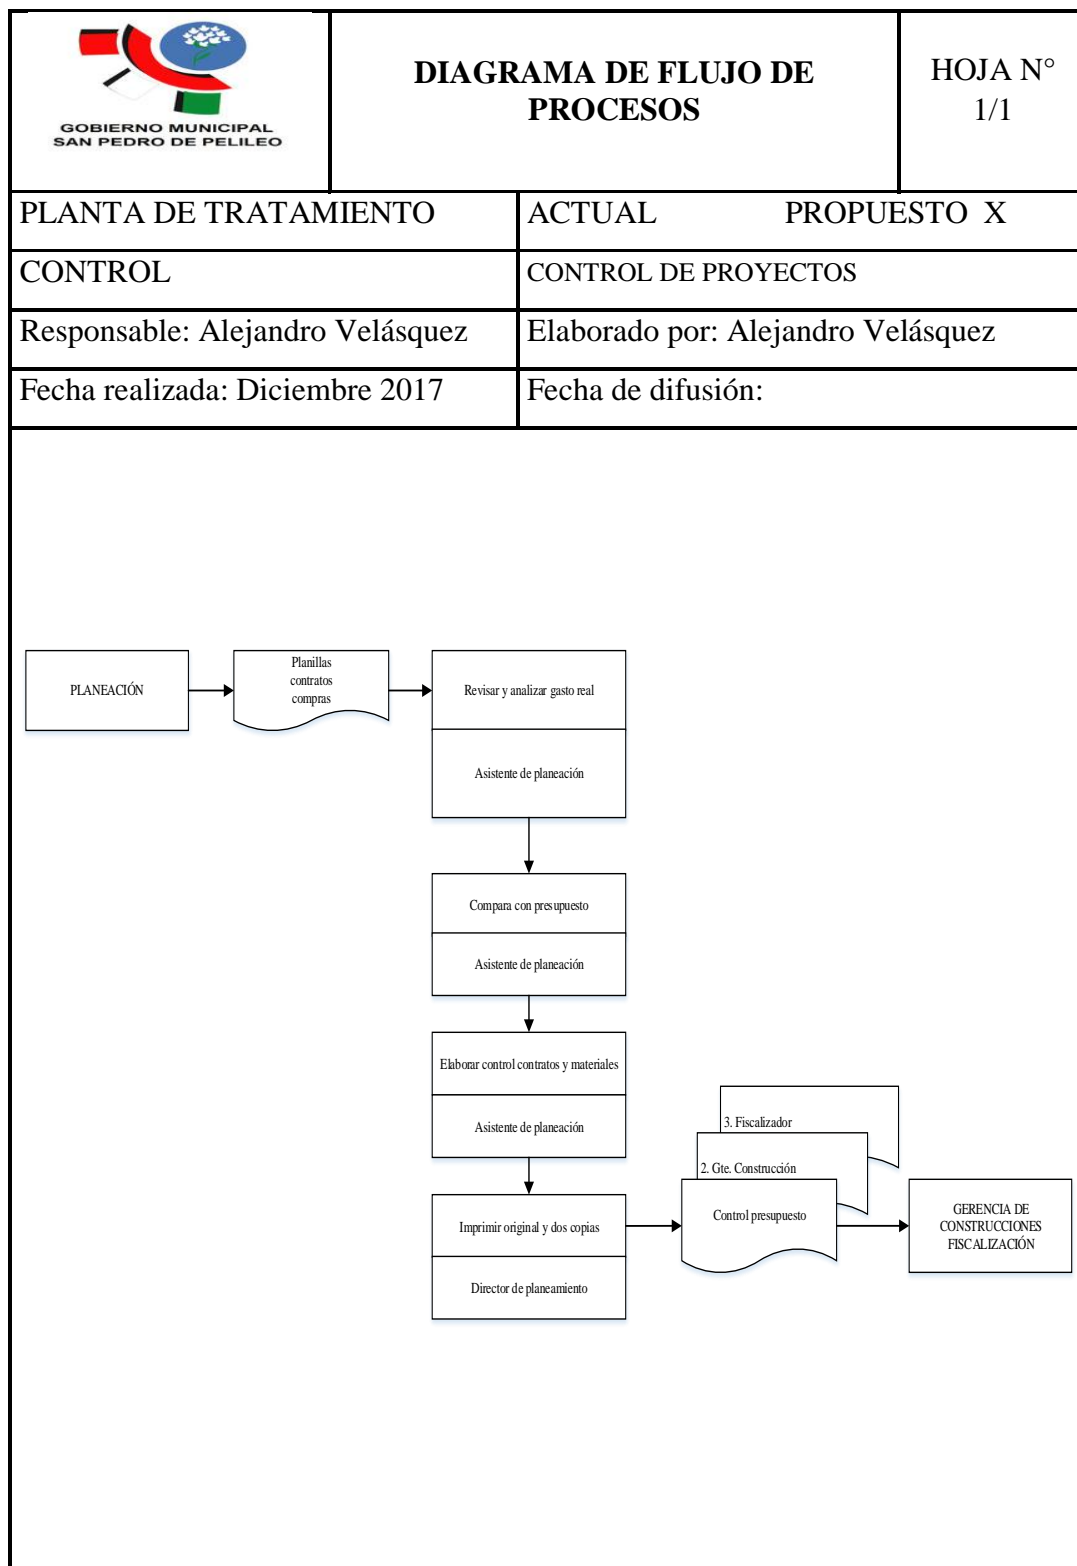 GOBIERNO MUNICIPAL
SAN PEDRO DE PELILEO
DIAGRAMA DE FLUJO DE
PROCESOS
HOJA N°
1/1
PLANTA DE TRATAMIENTO
ACTUAL PROPUESTO X
CONTROL
CONTROL DE PROYECTOS
Responsable: Alejandro Velásquez
Elaborado por: Alejandro Velásquez
Fecha realizada: Diciembre 2017
Fecha de difusión:
PLANEACIÓN
Planillas
contratos
compras
Revisar y analizar gasto real
Asistente de planeación
Compara con presupuesto
Asistente de planeación
Elaborar control contratos y materiales
Asistente de planeación
Imprimir original y dos copias
Director de planeamiento
3. Fiscalizador
2. Gte. Construcción
Control presupuesto
GERENCIA DE
CONSTRUCCIONES
FISCALIZACIÓN